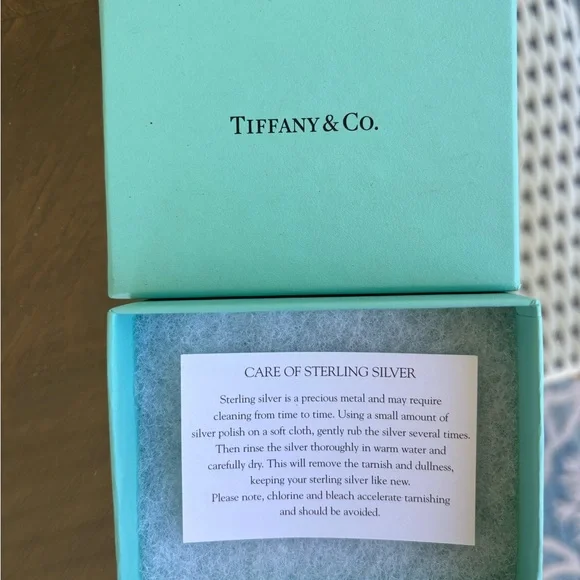 TIFFANY & CO.
CARE OF STERLING SILVER
Sterling silver is a precious metal and may require
cleaning from time to time. Using a small amount of
silver polish on a soft cloth, gently rub the silver several times.
Then rinse the silver thoroughly in warm water and
carefully dry. This will remove the tarnish and dullness,
keeping your sterling silver like new.
Please note, chlorine and bleach accelerate tarnishing
and should be avoided.